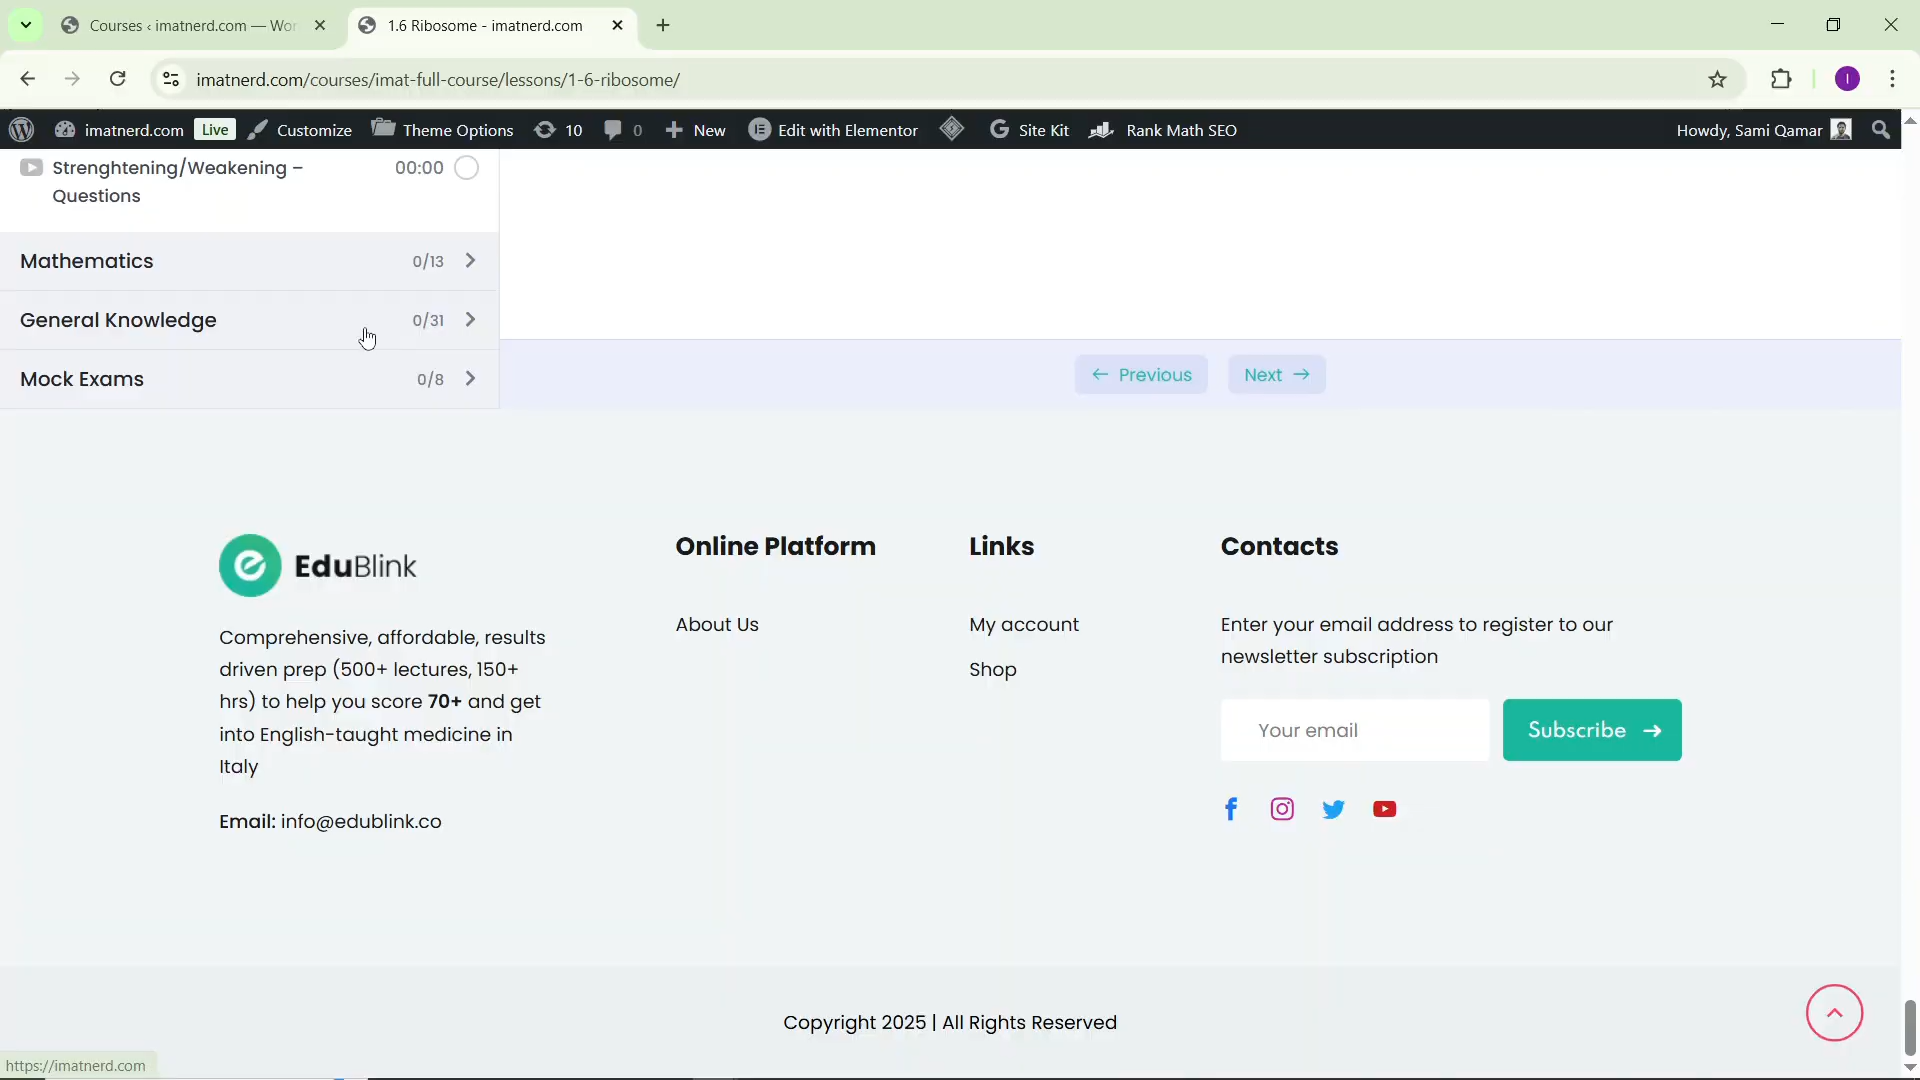 Courses ‹ imatnerd.com — Wor
1.6 Ribosome - imatnerd.com
imatnerd.com/courses/imat-full-course/lessons/1-6-ribosome/
I
imatnerd.com
Live
Customize
Theme Options
10
0
New
Edit with Elementor
Site Kit
Rank Math SEO
Howdy, Sami Qamar
Strenghtening/Weakening –
Questions
00:00
Mathematics
0/13
General Knowledge
0/31
Mock Exams
0/8
Previous
Next
EduBlink
Comprehensive, affordable, results
driven prep (500+ lectures, 150+
hrs) to help you score 70+ and get
into English-taught medicine in
Italy
Email: info@edublink.co
Online Platform
About Us
Links
My account
Shop
Contacts
Enter your email address to register to our
newsletter subscription
Your email
Subscribe
Copyright 2025 | All Rights Reserved
https://imatnerd.com